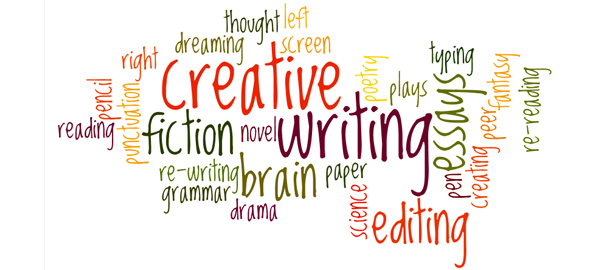 thought
left
dreaming
screen
right
creative
poetry
plays
typing
essays
fantasy
re-reading
pencil
punctuation
reading
fiction
novel
writing
peer
creating
pen
re-writing
brain
paper
grammar
drama
science
editing